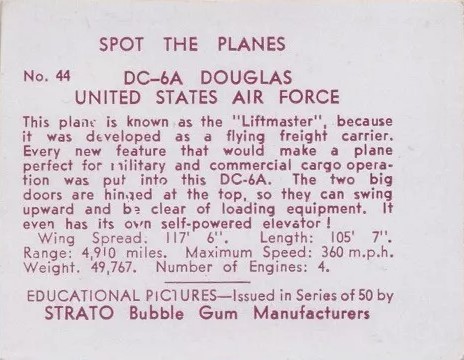 SPOT THE PLANES
No. 44 DC-6A DOUGLAS
UNITED STATES AIR FORCE
This plane is known as the "Liftmaster", because
it was developed as a flying freight carrier.
Every new feature that would make a plane
perfect for military and commercial cargo opera-
tion was put into this DC-6A. The two big
doors are hinged at the top, so they can swing
upward and be clear of loading equipment. It
even has its own self-powered elevator!
Wing Spread. 117' 6". Length: 105' 7".
Range: 4,910 miles. Maximum Speed: 360 m.p.h.
Weight. 49,767. Number of Engines: 4.
EDUCATIONAL PICTURES—Issued in Series of 50 by
STRATO Bubble Gum Manufacturers